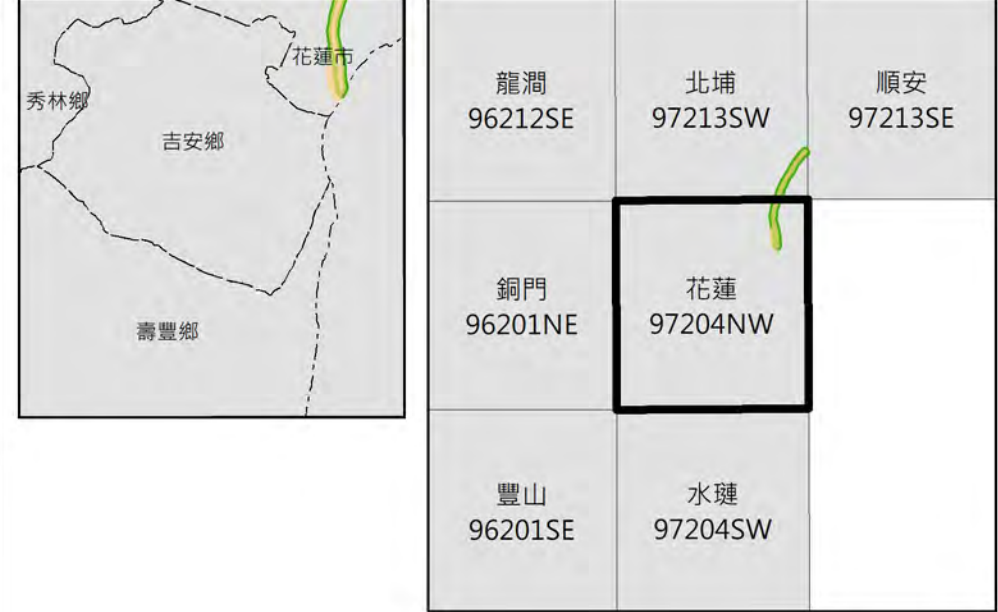 花蓮市
秀林鄉
吉安鄉
壽豐鄉
龍澗
96212SE
北埔
97213SW
順安
97213SE
銅門
96201NE
花蓮
97204NW
豐山
96201SE
水璉
97204SW